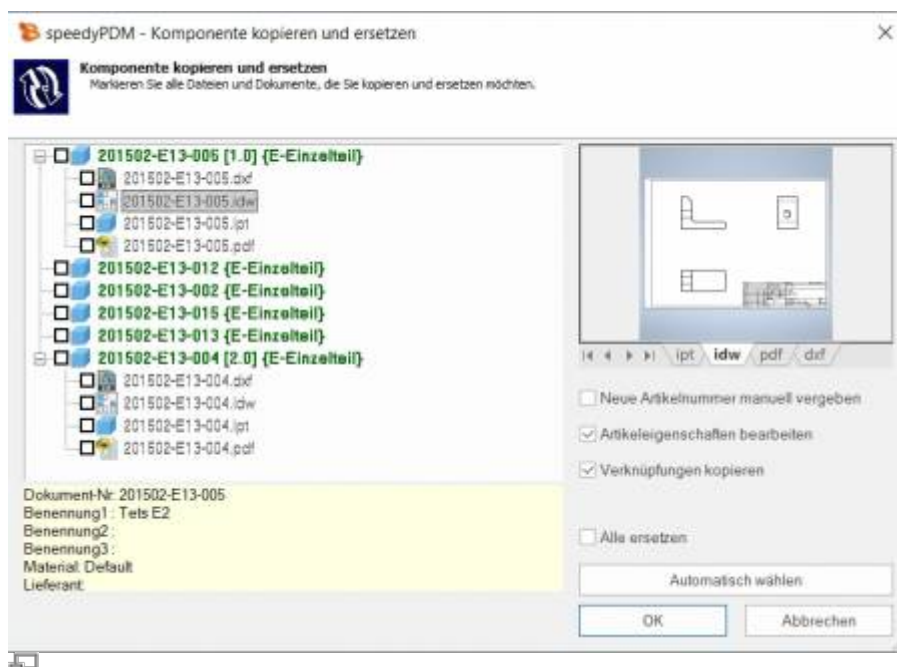 speedyPDM - Komponente kopieren und ersetzen
Komponente kopieren und ersetzen
Markieren Sie alle Dateien und Dokumente, die Sie kopieren und ersetzen möchten.
201502-E13-005 [1.0] {E-Einzelteil}
201502-E13-005.dxf
201502-E13-005.idw
201502-E13-005.ipt
201502-E13-005.pdf
201502-E13-012 {E-Einzelteil}
201502-E13-002 {E-Einzelteil}
201502-E13-015 {E-Einzelteil}
201502-E13-013 {E-Einzelteil}
201502-E13-004 [2.0] {E-Einzelteil}
201502-E13-004.dxf
201502-E13-004.idw
201502-E13-004.ipt
201502-E13-004.pdf
ipt idw pdf dxf
Neue Artikelnummer manuell vergeben
Artikeleigenschaften bearbeiten
Verknüpfungen kopieren
Alle ersetzen
Automatisch wählen
OK Abbrechen
Dokument-Nr: 201502-E13-005
Benennung1 : Tets E2
Benennung2 :
Benennung3 :
Material: Default
Lieferant: